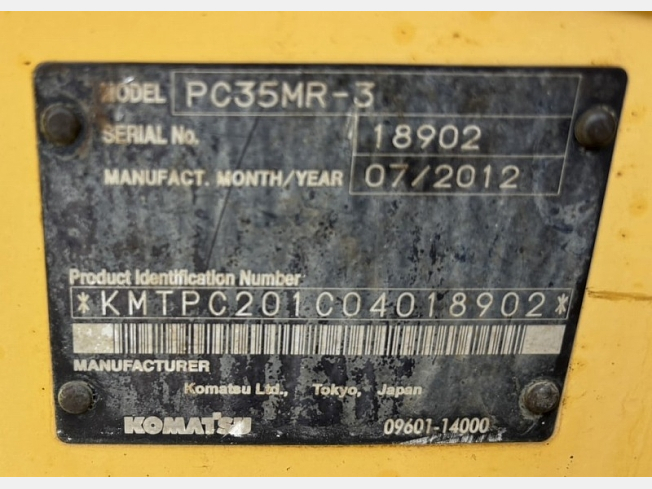 MODEL PC35MR-3
SERIAL No. 18902
MANUFACT. MONTH/YEAR 07/2012
Product Identification Number
*KMTPC201C04018902*
MANUFACTURER
Komatsu Ltd., Tokyo, Japan
KOMATSU 09601-14000